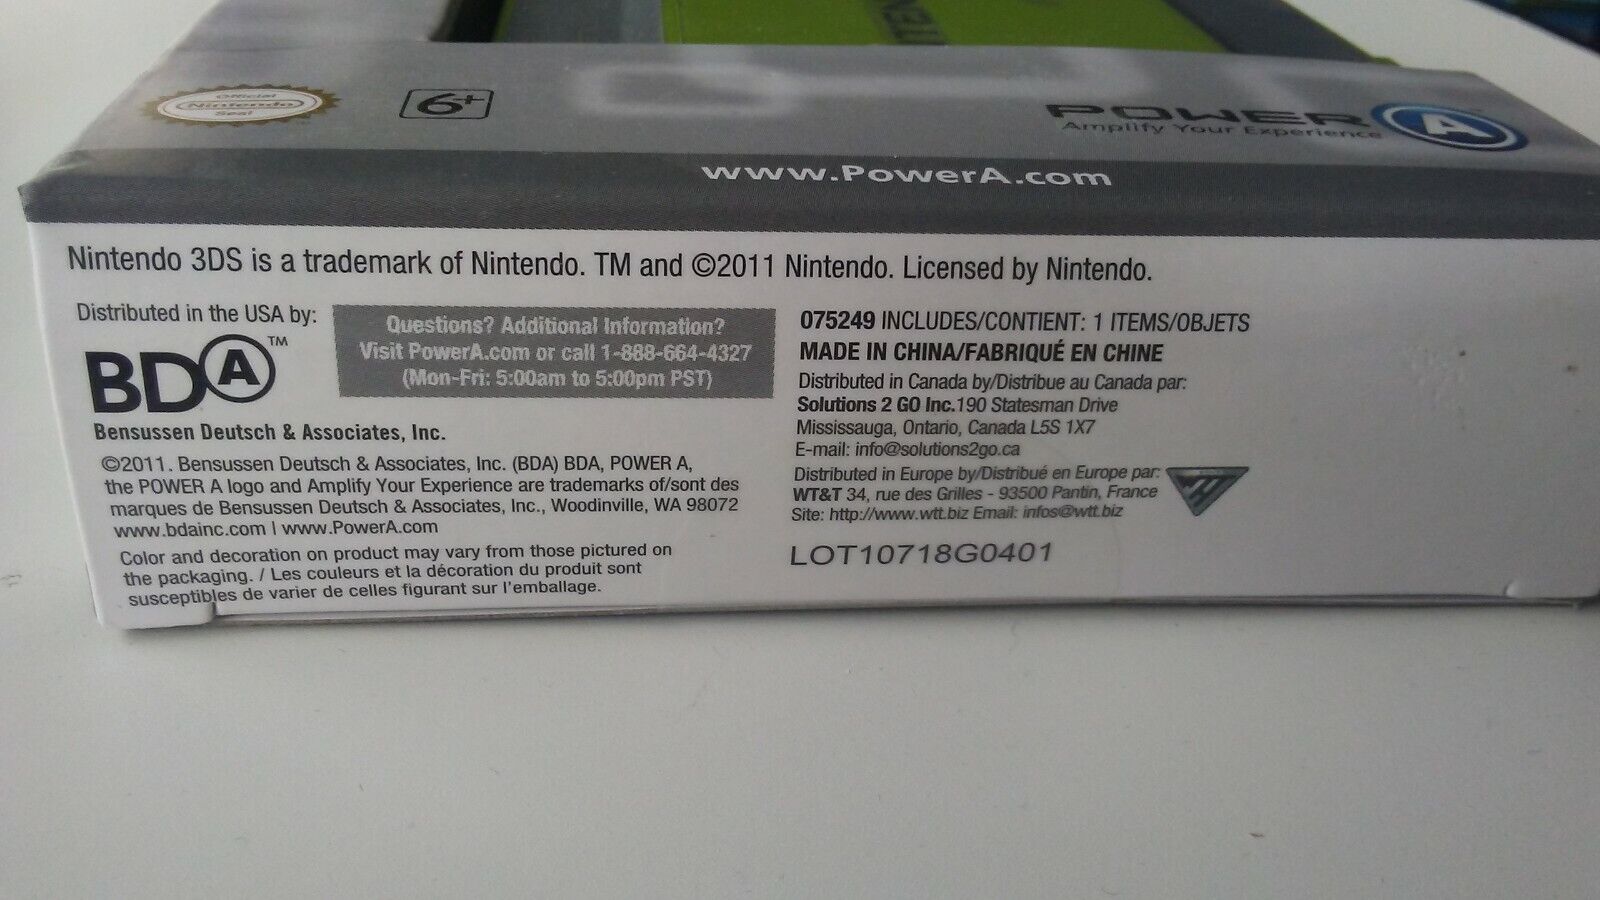 Official
Nintendo
Seal
6+
POWER A
Amplify Your Experience
www.PowerA.com
Nintendo 3DS is a trademark of Nintendo. TM and ©2011 Nintendo. Licensed by Nintendo.
Distributed in the USA by:
BDA™
Bensussen Deutsch & Associates, Inc.
Questions? Additional Information?
Visit PowerA.com or call 1-888-664-4327
(Mon-Fri: 5:00am to 5:00pm PST)
©2011. Bensussen Deutsch & Associates, Inc. (BDA) BDA, POWER A,
the POWER A logo and Amplify Your Experience are trademarks of/sont des
marques de Bensussen Deutsch & Associates, Inc., Woodinville, WA 98072
www.bdainc.com | www.PowerA.com
Color and decoration on product may vary from those pictured on
the packaging. / Les couleurs et la décoration du produit sont
susceptibles de varier de celles figurant sur l'emballage.
075249 INCLUDES/CONTIENT: 1 ITEMS/OBJETS
MADE IN CHINA/FABRIQUÉ EN CHINE
Distributed in Canada by/Distribue au Canada par:
Solutions 2 GO Inc.190 Statesman Drive
Mississauga, Ontario, Canada L5S 1X7
E-mail: info@solutions2go.ca
Distributed in Europe by/Distribué en Europe par:
WT&T 34, rue des Grilles - 93500 Pantin, France
Site: http://www.wtt.biz Email: infos@wtt.biz
LOT10718G0401